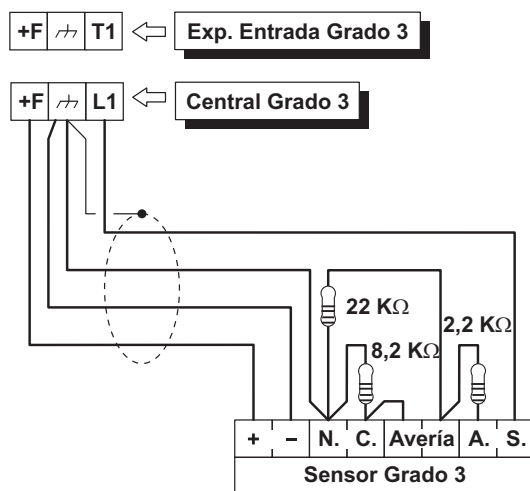 +F T1 Exp. Entrada Grado 3
+F L1 Central Grado 3
22 KΩ
2,2 KΩ
8,2 KΩ
+ – N. C. Avería A. S.
Sensor Grado 3